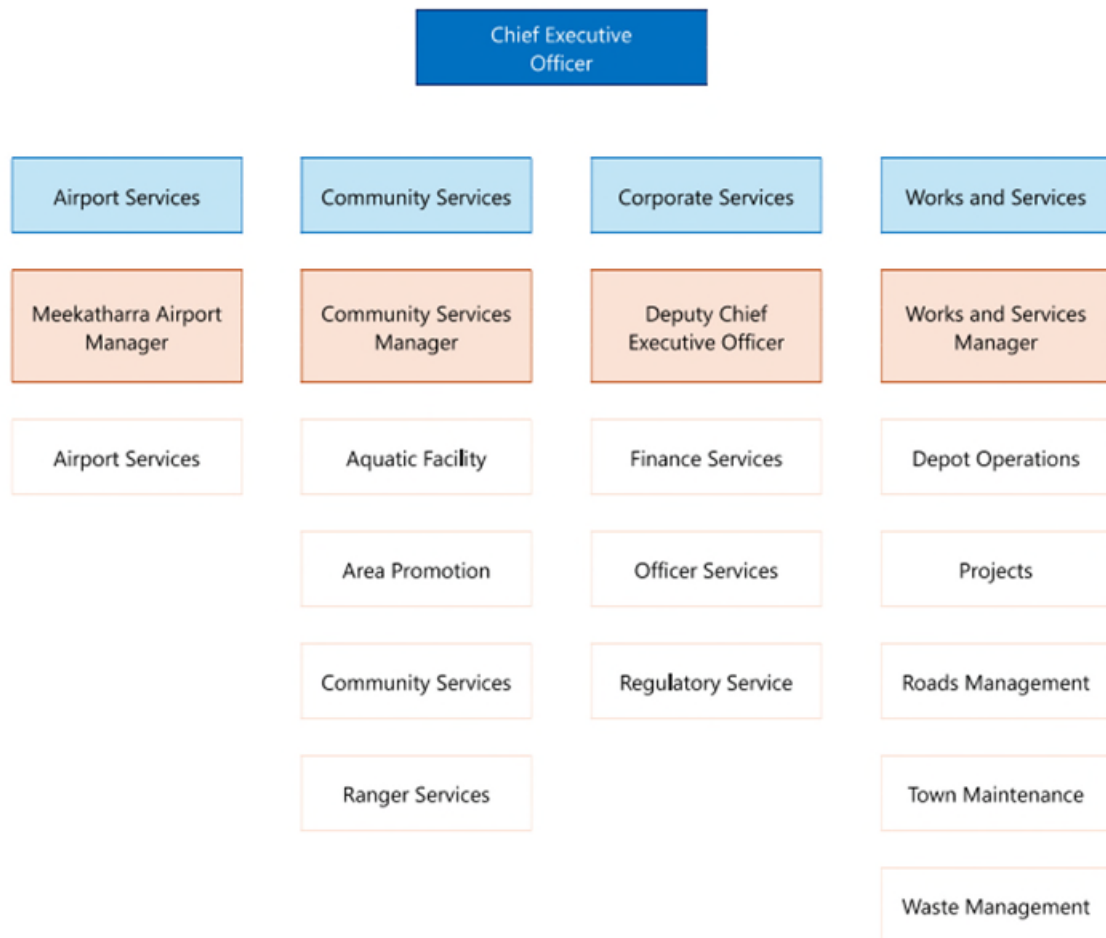 Chief Executive
Officer
Airport Services
Community Services
Corporate Services
Works and Services
Meekatharra Airport
Manager
Community Services
Manager
Deputy Chief
Executive Officer
Works and Services
Manager
Airport Services
Aquatic Facility
Finance Services
Depot Operations
Area Promotion
Officer Services
Projects
Community Services
Regulatory Service
Roads Management
Ranger Services
Town Maintenance
Waste Management